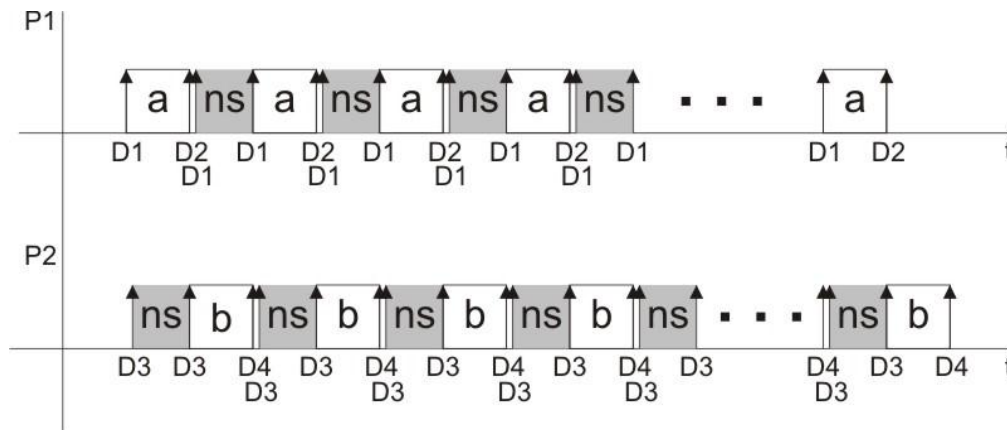 P1
a ns a ns a ns a ns . . . a
D1 D2 D1 D2 D1 D2 D1 D2 D1 D1 D2 t
D1 D1 D1 D1
P2
ns b ns b ns b ns b ns . . . ns b
D3 D3 D4 D3 D4 D3 D4 D3 D4 D3 D4 D3 D4 t
D3 D3 D3 D3 D3